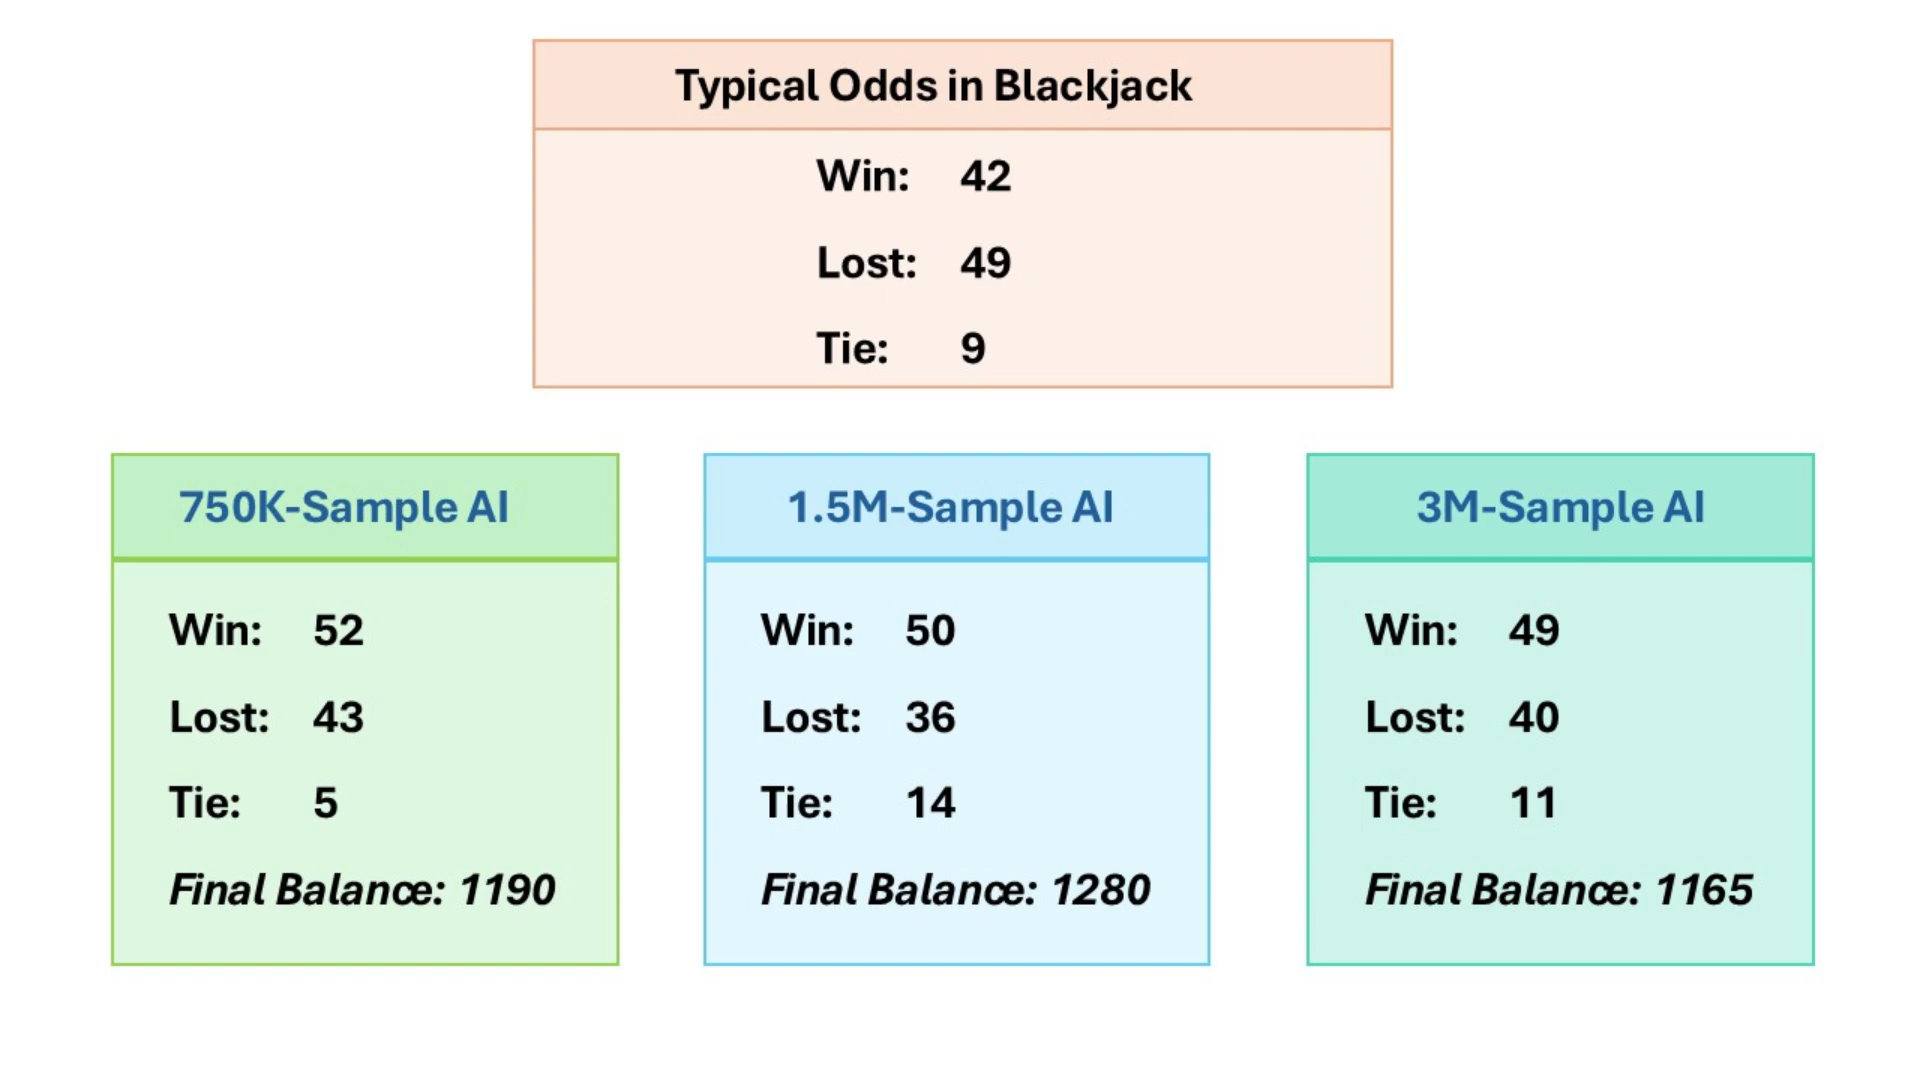 Typical Odds in Blackjack
Win: 42
Lost: 49
Tie: 9
750K-Sample AI
Win: 52
Lost: 43
Tie: 5
Final Balance: 1190
1.5M-Sample AI
Win: 50
Lost: 36
Tie: 14
Final Balance: 1280
3M-Sample AI
Win: 49
Lost: 40
Tie: 11
Final Balance: 1165